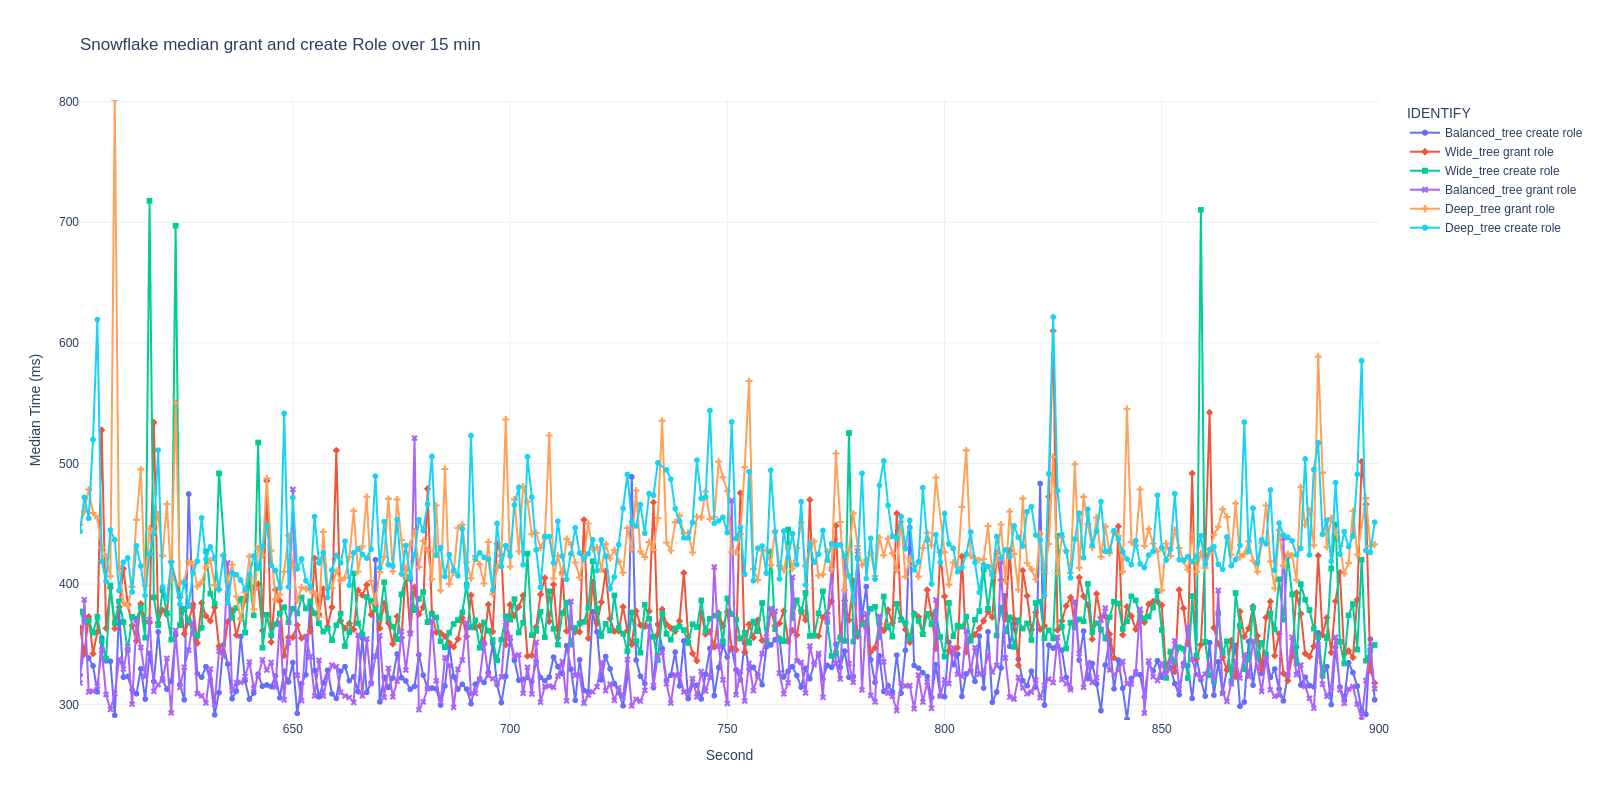 Snowflake median grant and create Role over 15 min
800
700
600
500
400
300
Median Time (ms)
650
700
750
800
850
900
Second
IDENTIFY
Balanced_tree create role
Wide_tree grant role
Wide_tree create role
Balanced_tree grant role
Deep_tree grant role
Deep_tree create role